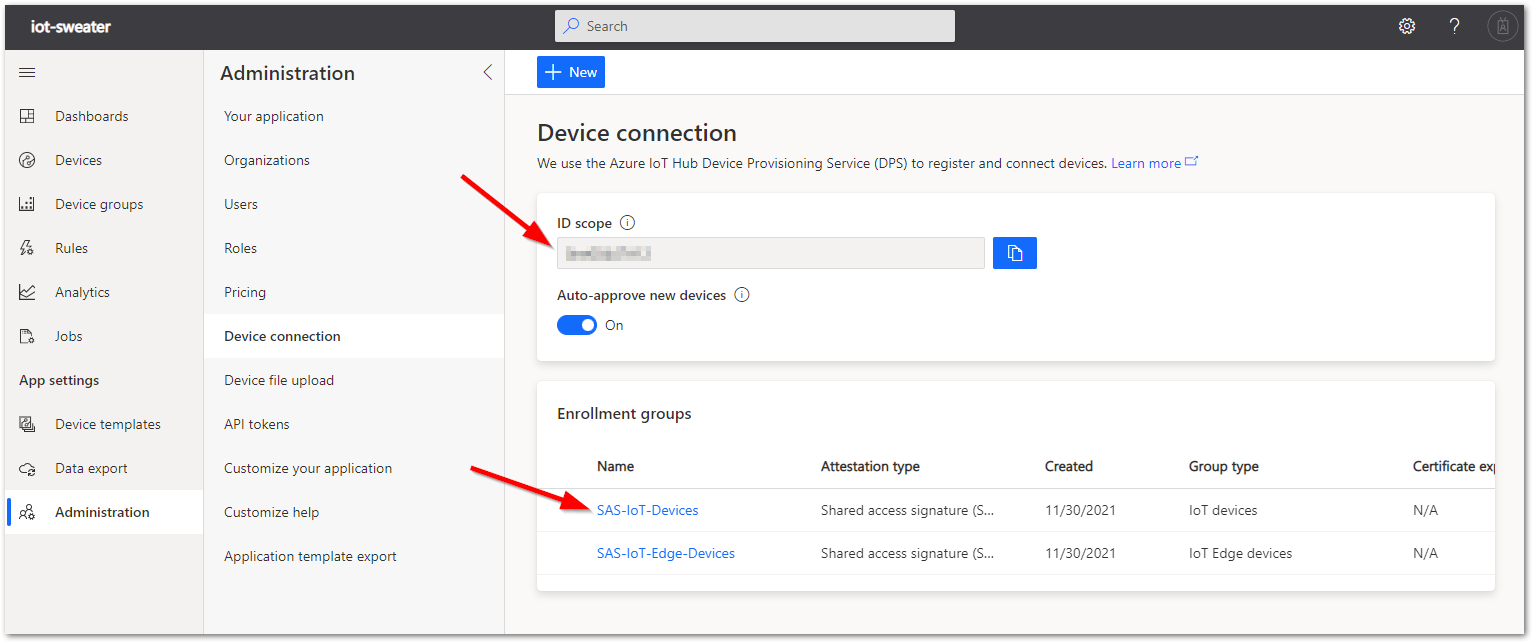 iot-sweater
Search
Dashboards
Devices
Device groups
Rules
Analytics
Jobs
App settings
Device templates
Data export
Administration
Administration
Your application
Organizations
Users
Roles
Pricing
Device connection
Device file upload
API tokens
Customize your application
Customize help
Application template export
New
Device connection
We use the Azure IoT Hub Device Provisioning Service (DPS) to register and connect devices. Learn more
ID scope
Auto-approve new devices
On
Enrollment groups
Name Attestation type Created Group type Certificate exp
SAS-IoT-Devices Shared access signature (S... 11/30/2021 IoT devices N/A
SAS-IoT-Edge-Devices Shared access signature (S... 11/30/2021 IoT Edge devices N/A